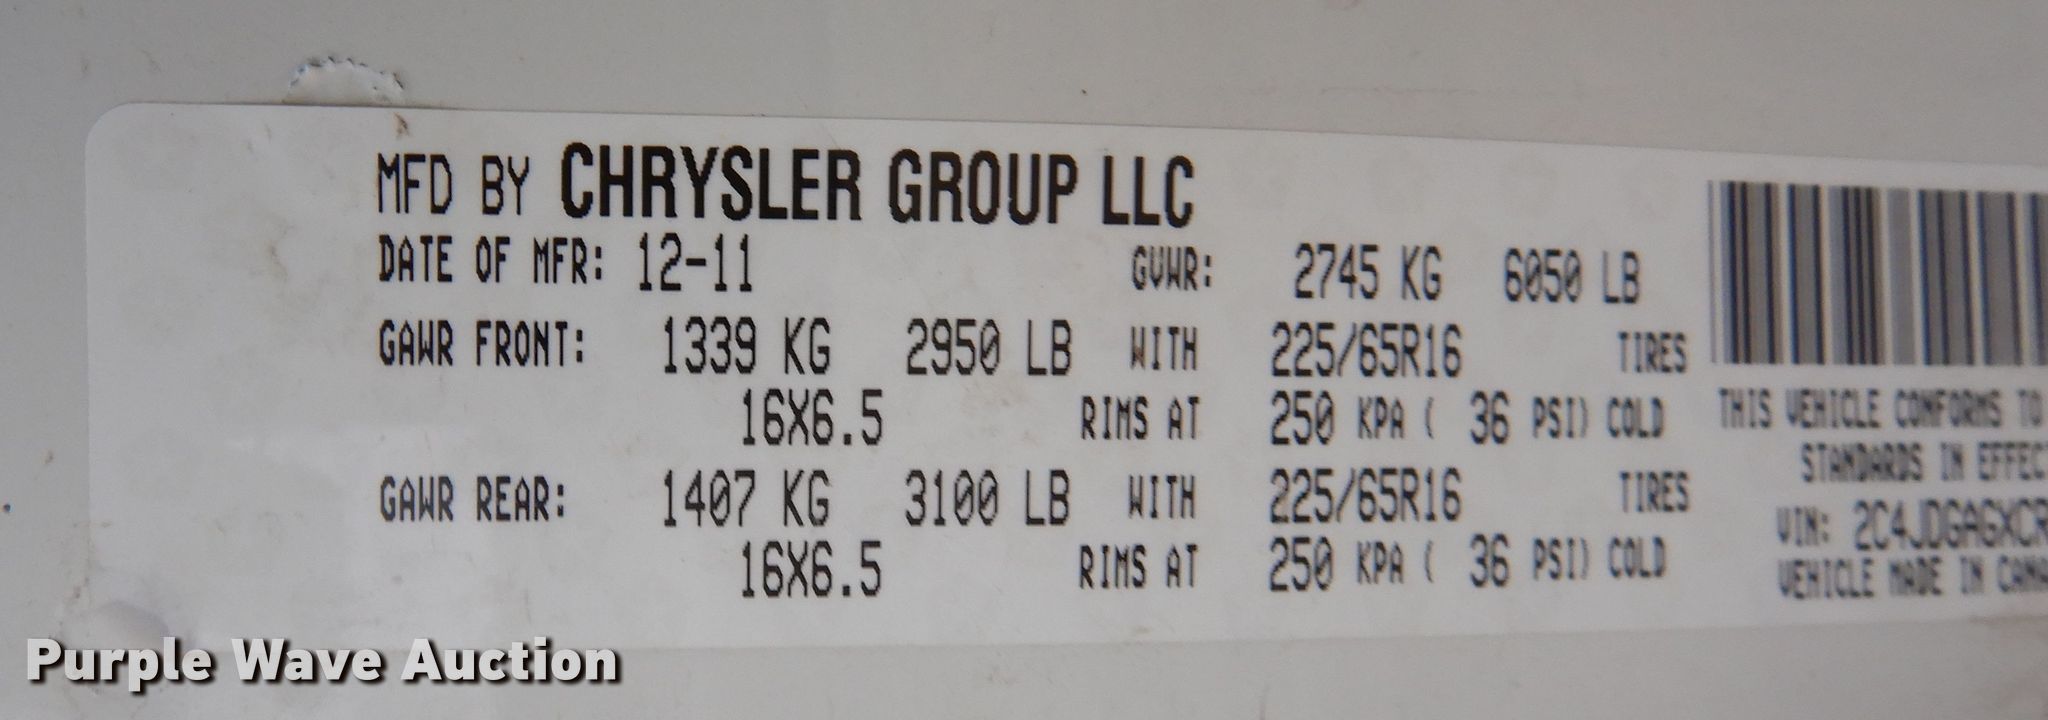 MFD BY CHRYSLER GROUP LLC
DATE OF MFR: 12-11 GVWR: 2745 KG 6050 LB
GAWR FRONT: 1339 KG 2950 LB WITH 225/65R16 TIRES
16X6.5 RIMS AT 250 KPA ( 36 PSI) COLD
GAWR REAR: 1407 KG 3100 LB WITH 225/65R16 TIRES
16X6.5 RIMS AT 250 KPA ( 36 PSI) COLD
THIS VEHICLE CONFORMS TO
STANDARDS IN EFFEC
VIN: 2C4JDGAGXCR
VEHICLE MADE IN CANA
Purple Wave Auction